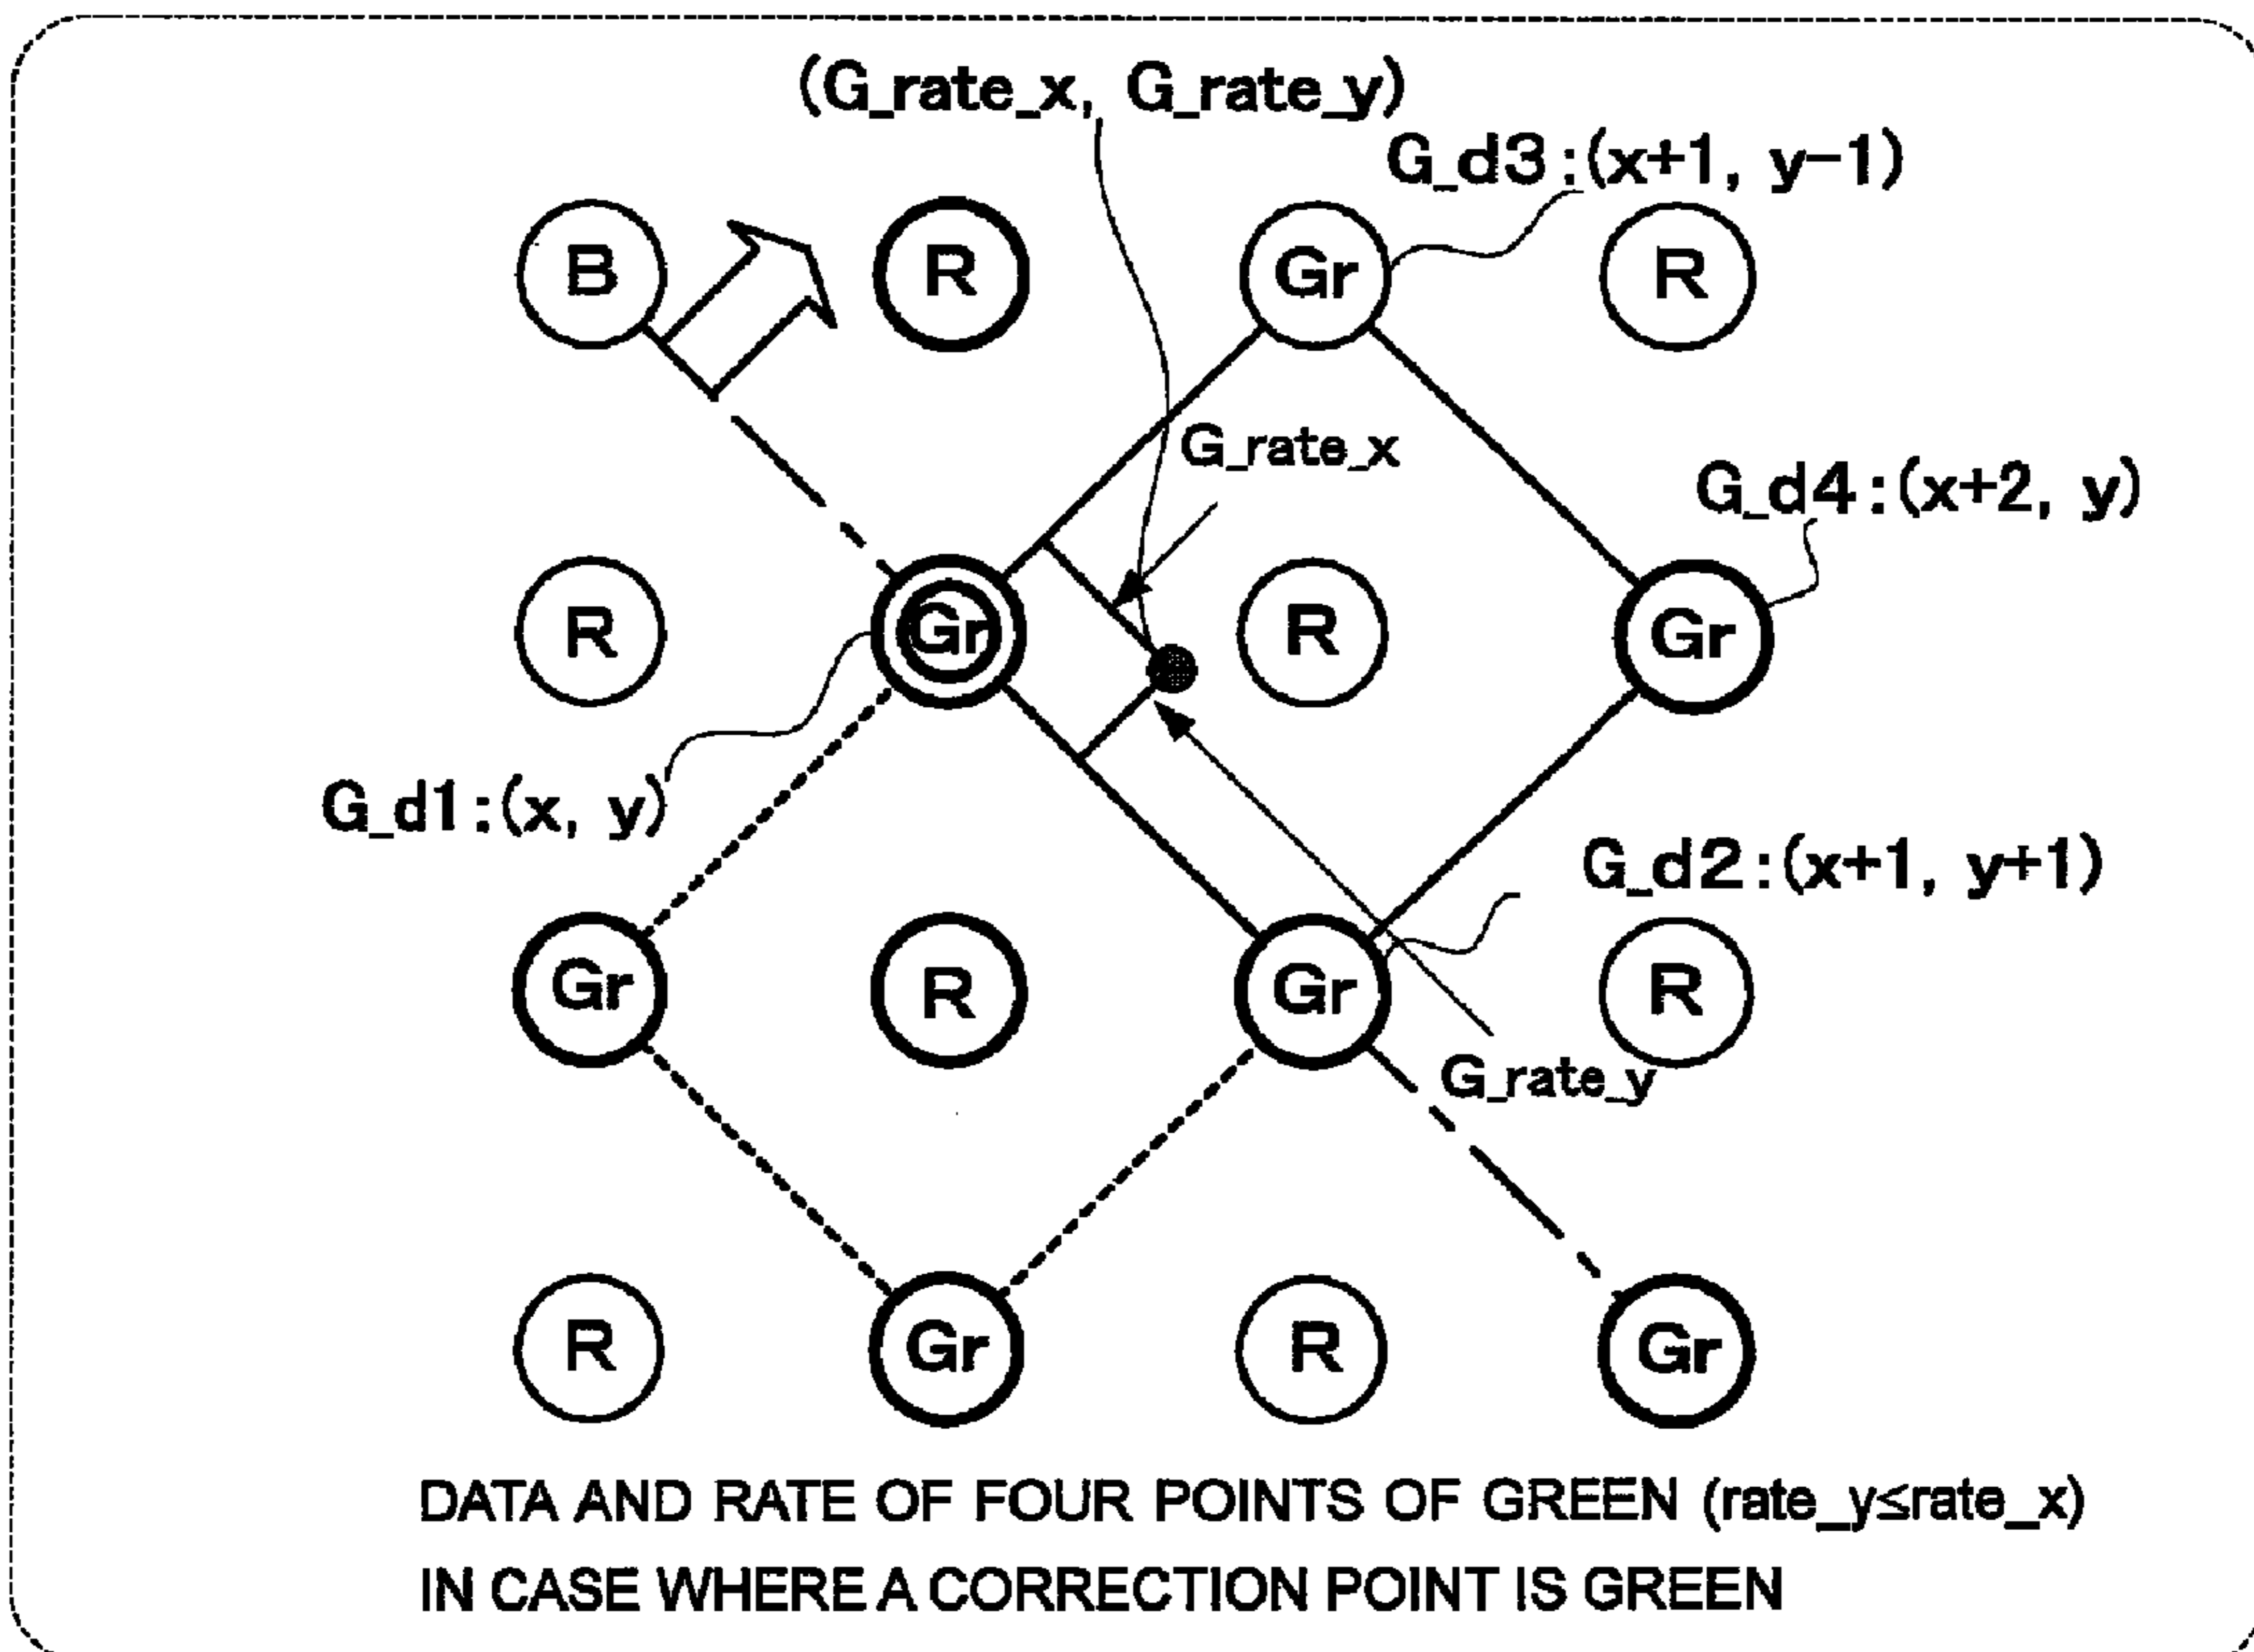 (G_rate_x, G_rate_y)
G_d3:(x+1, y-1)
B R Gr R
G_rate_x
G_d4:(x+2, y)
R Gr R Gr
G_d1:(x, y)
G_d2:(x+1, y+1)
Gr R Gr R
G_rate_y
R Gr R Gr
DATA AND RATE OF FOUR POINTS OF GREEN (rate_y≤rate_x)
IN CASE WHERE A CORRECTION POINT IS GREEN